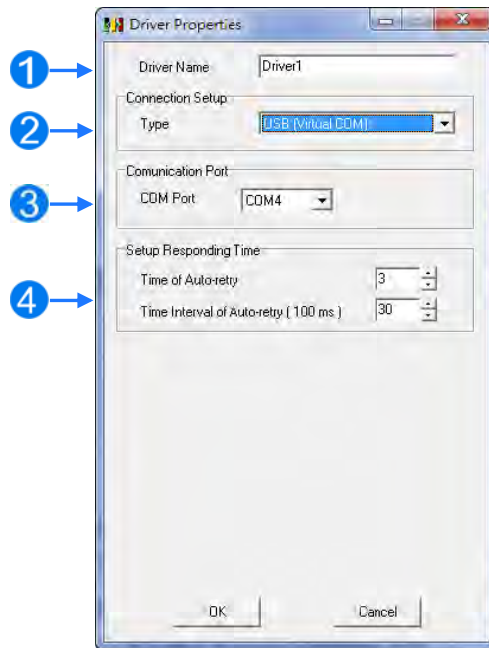 Driver Properties
1 Driver Name Driver1
Connection Setup
2 Type USB (Virtual COM)
Comunication Port
3 COM Port COM4
Setup Responding Time
Time of Auto-retry 3
4
Time Interval of Auto-retry ( 100 ms ) 30
OK Cancel